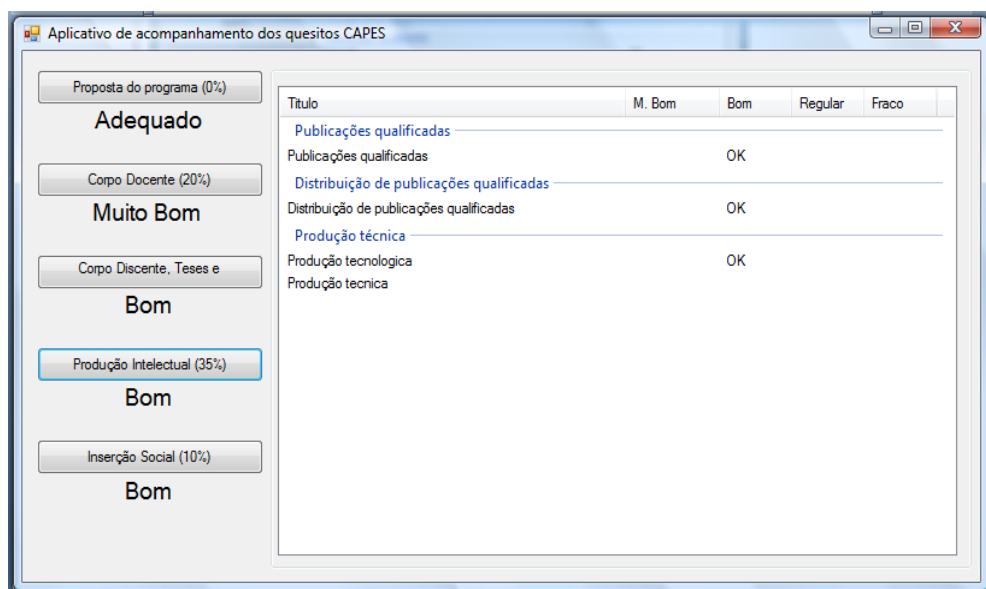 Aplicativo de acompanhamento dos quesitos CAPES
Proposta do programa (0%)
Adequado
Corpo Docente (20%)
Muito Bom
Corpo Discente, Teses e
Bom
Produção Intelectual (35%)
Bom
Inserção Social (10%)
Bom
Titulo M. Bom Bom Regular Fraco
Publicações qualificadas
Publicações qualificadas OK
Distribuição de publicações qualificadas
Distribuição de publicações qualificadas OK
Produção técnica
Produção tecnologica OK
Produção tecnica